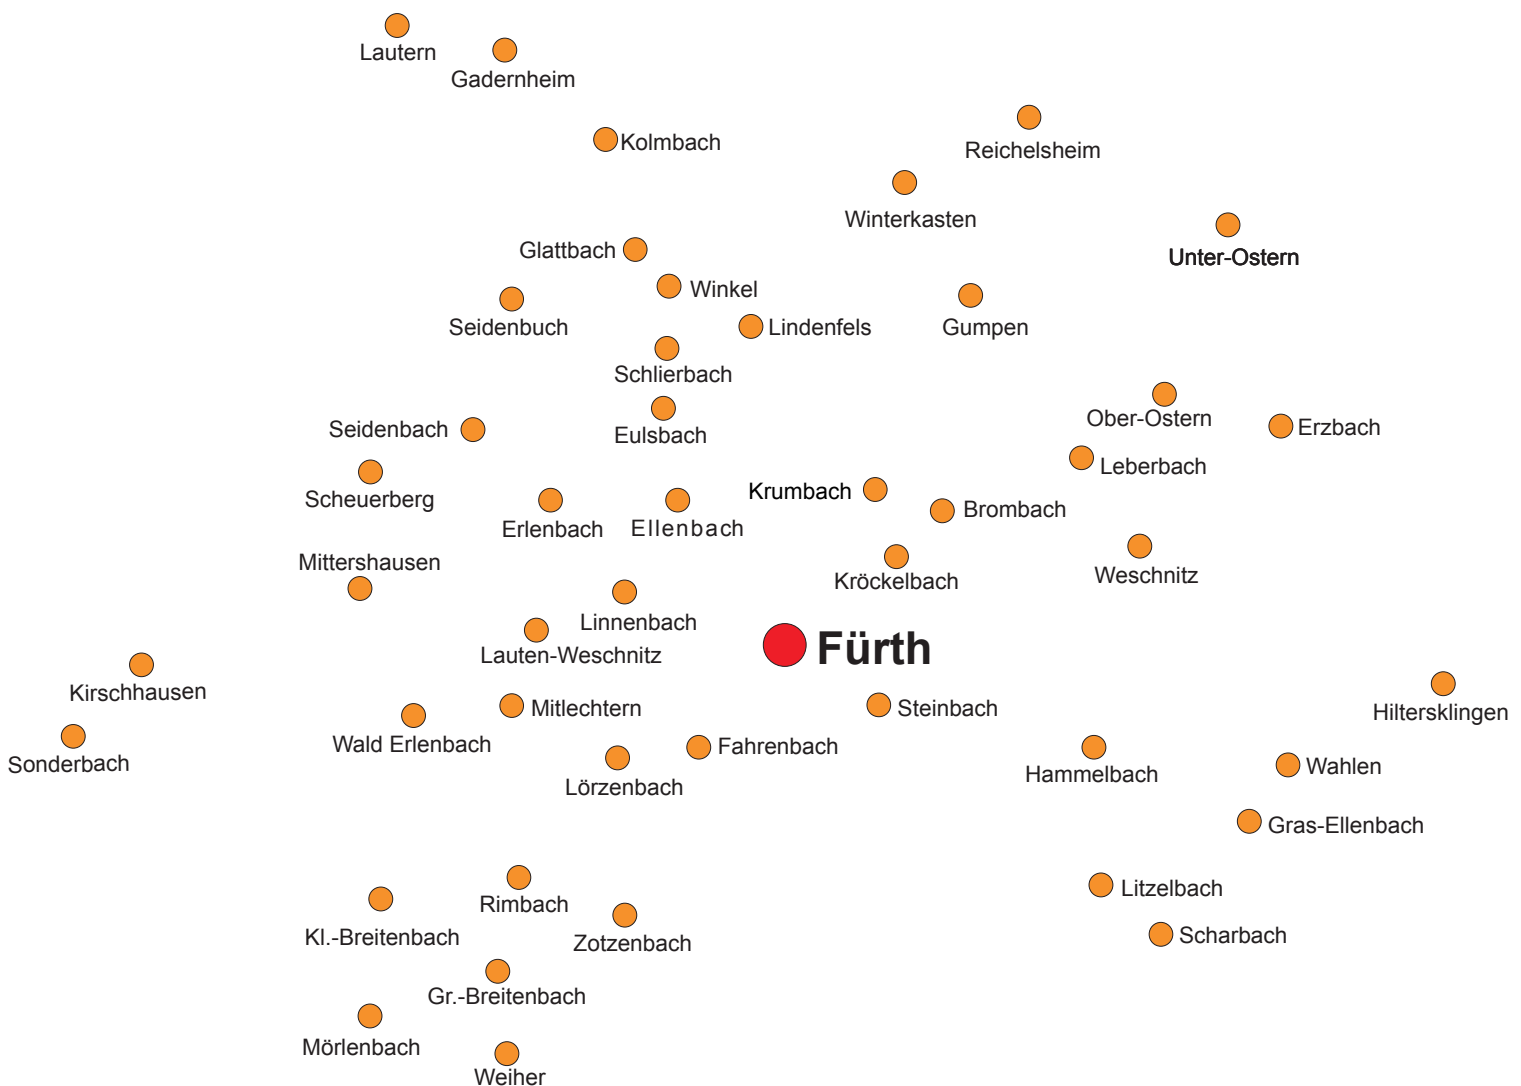 Lautern
Gadernheim
Kolmbach
Reichelsheim
Winterkasten
Unter-Ostern
Glattbach
Winkel
Seidenbuch
Lindenfels
Gumpen
Schlierbach
Ober-Ostern
Erzbach
Seidenbach
Eulsbach
Leberbach
Scheuerberg
Krumbach
Brombach
Erlenbach
Ellenbach
Mittershausen
Kröckelbach
Weschnitz
Linnenbach
Fürth
Lauten-Weschnitz
Kirschhausen
Mitlechtern
Steinbach
Hiltersklingen
Wald Erlenbach
Fahrenbach
Sonderbach
Hammelbach
Wahlen
Lörzenbach
Gras-Ellenbach
Litzelbach
Rimbach
Kl.-Breitenbach
Zotzenbach
Scharbach
Gr.-Breitenbach
Mörlenbach
Weiher